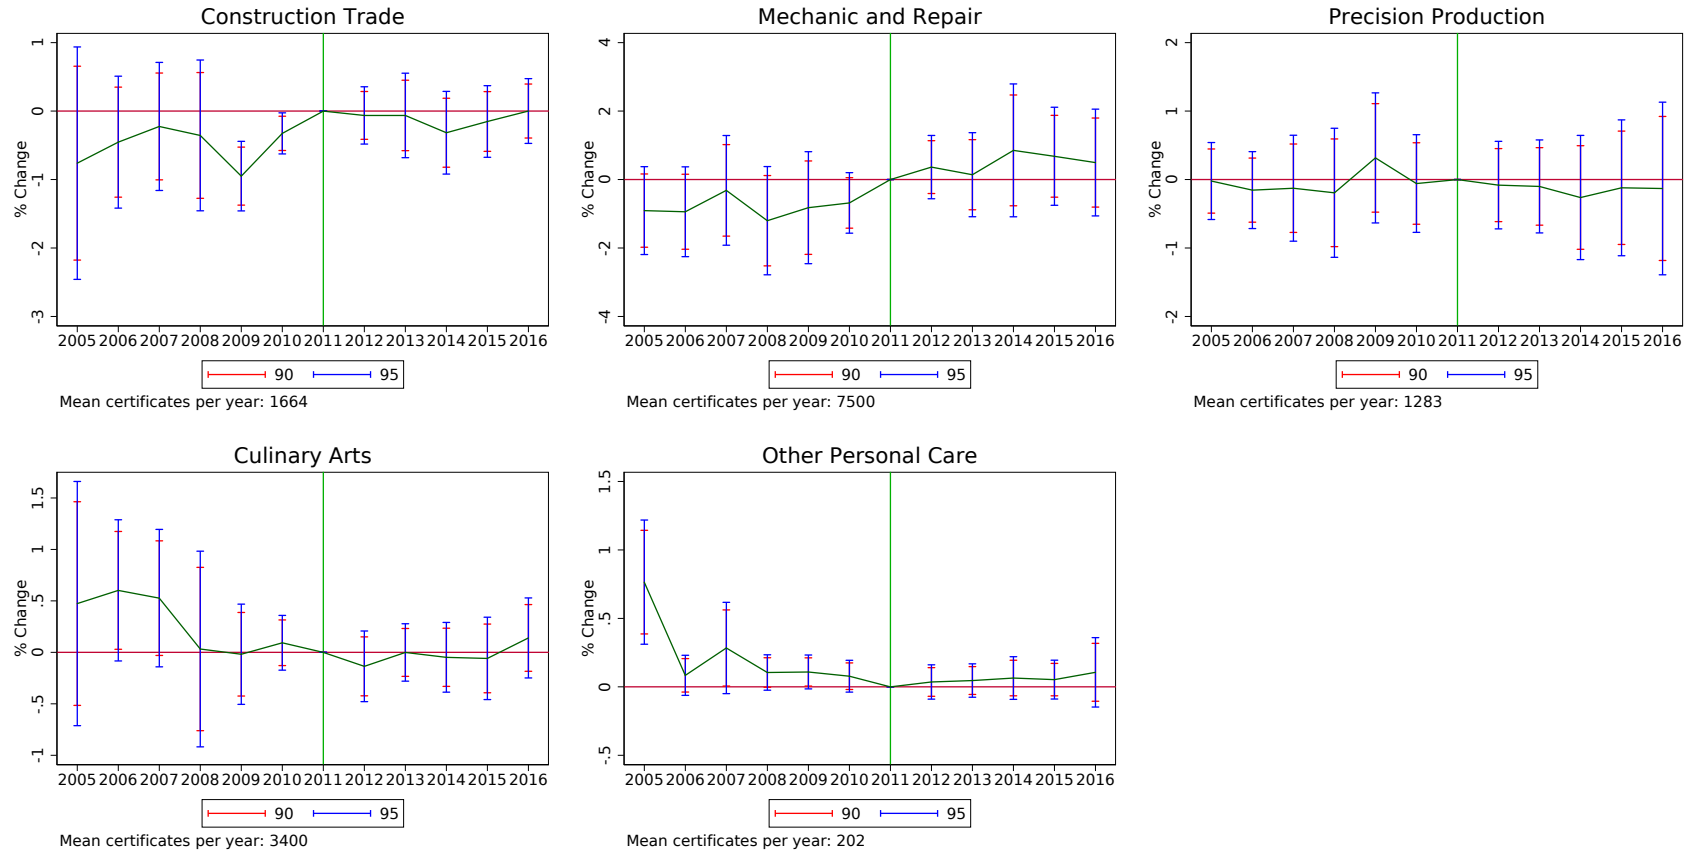 Construction Trade
% Change
1
0
-1
-2
-3
2005 2006 2007 2008 2009 2010 2011 2012 2013 2014 2015 2016
90 95
Mean certificates per year: 1664
Mechanic and Repair
% Change
4
2
0
2
-4
2005 2006 2007 2008 2009 2010 2011 2012 2013 2014 2015 2016
90 95
Mean certificates per year: 7500
Precision Production
% Change
2
1
0
-1
-2
2005 2006 2007 2008 2009 2010 2011 2012 2013 2014 2015 2016
90 95
Mean certificates per year: 1283
Culinary Arts
% Change
1.5
1
.5
0
-.5
-1
2005 2006 2007 2008 2009 2010 2011 2012 2013 2014 2015 2016
90 95
Mean certificates per year: 3400
Other Personal Care
% Change
1.5
1
.5
0
-.5
2005 2006 2007 2008 2009 2010 2011 2012 2013 2014 2015 2016
90 95
Mean certificates per year: 202